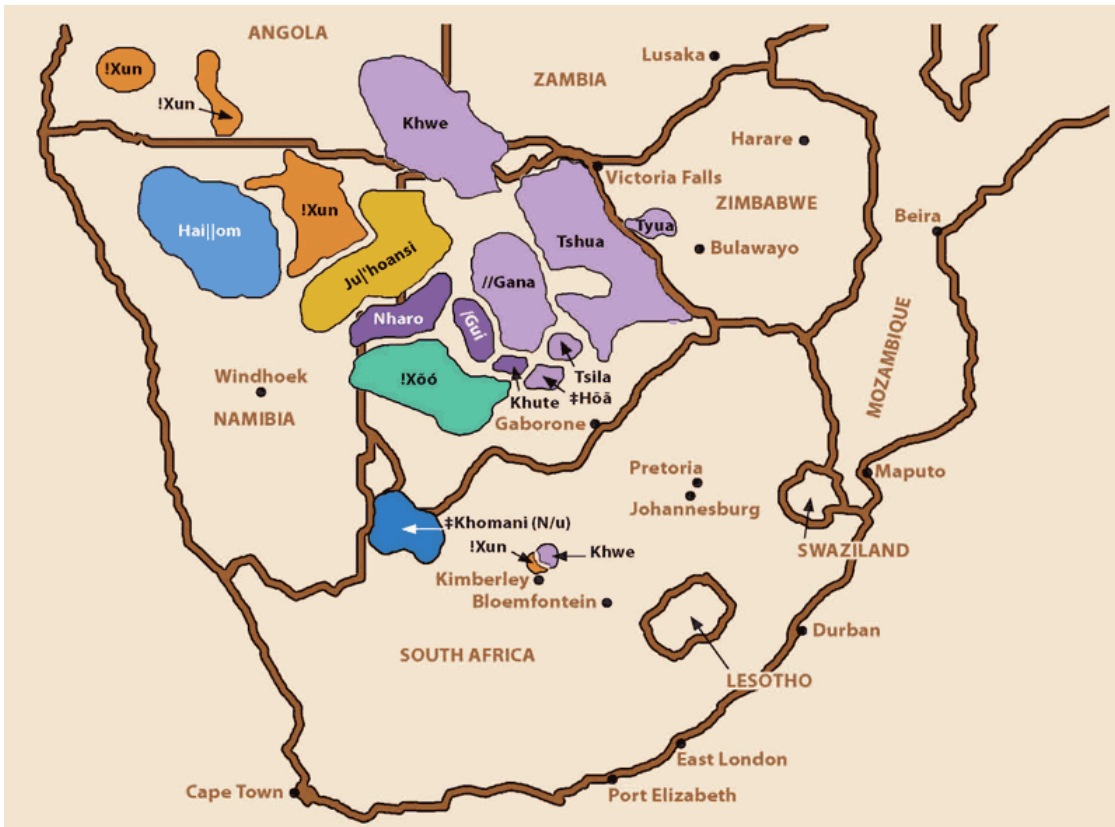 ANGOLA
Lusaka
!Xun
ZAMBIA
!Xun
Khwe
Harare
Victoria Falls
ZIMBABWE
!Xun
Hai||om
Tyua
Beira
Tshua
Bulawayo
Ju|'hoansi
//Gana
Nharo
/Gui
MOZAMBIQUE
Windhoek
!Xõó
Tsila
Khute
ǂHõã
NAMIBIA
Gaborone
Pretoria
Maputo
Johannesburg
ǂKhomani (N/u)
!Xun
Khwe
SWAZILAND
Kimberley
Bloemfontein
Durban
SOUTH AFRICA
LESOTHO
East London
Cape Town
Port Elizabeth